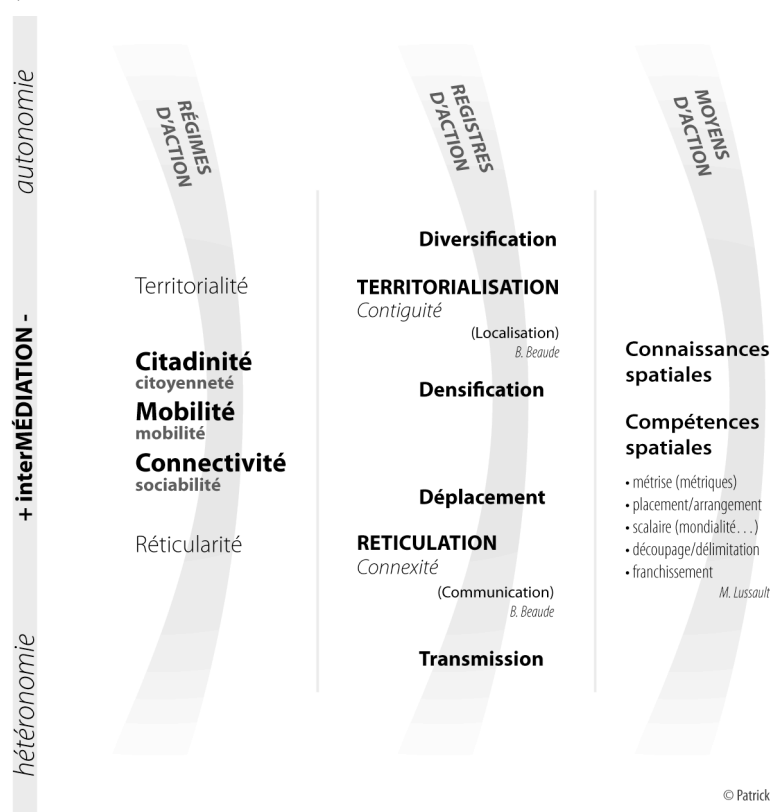 autonomie
+ interMÉDIATION -
hétéronomie
RÉGIMES
D'ACTION
Territorialité
Citadinité
citoyenneté
Mobilité
mobilité
Connectivité
sociabilité
Réticularité
REGISTRES
D'ACTION
Diversification
TERRITORIALISATION
Contiguité
(Localisation)
B. Beaude
Densification
Déplacement
RETICULATION
Connexité
(Communication)
B. Beaude
Transmission
MOYENS
D'ACTION
Connaissances
spatiales
Compétences
spatiales
• métrise (métriques)
• placement/arrangement
• scalaire (mondialité…)
• découpage/délimitation
• franchissement
M. Lussault
© Patrick